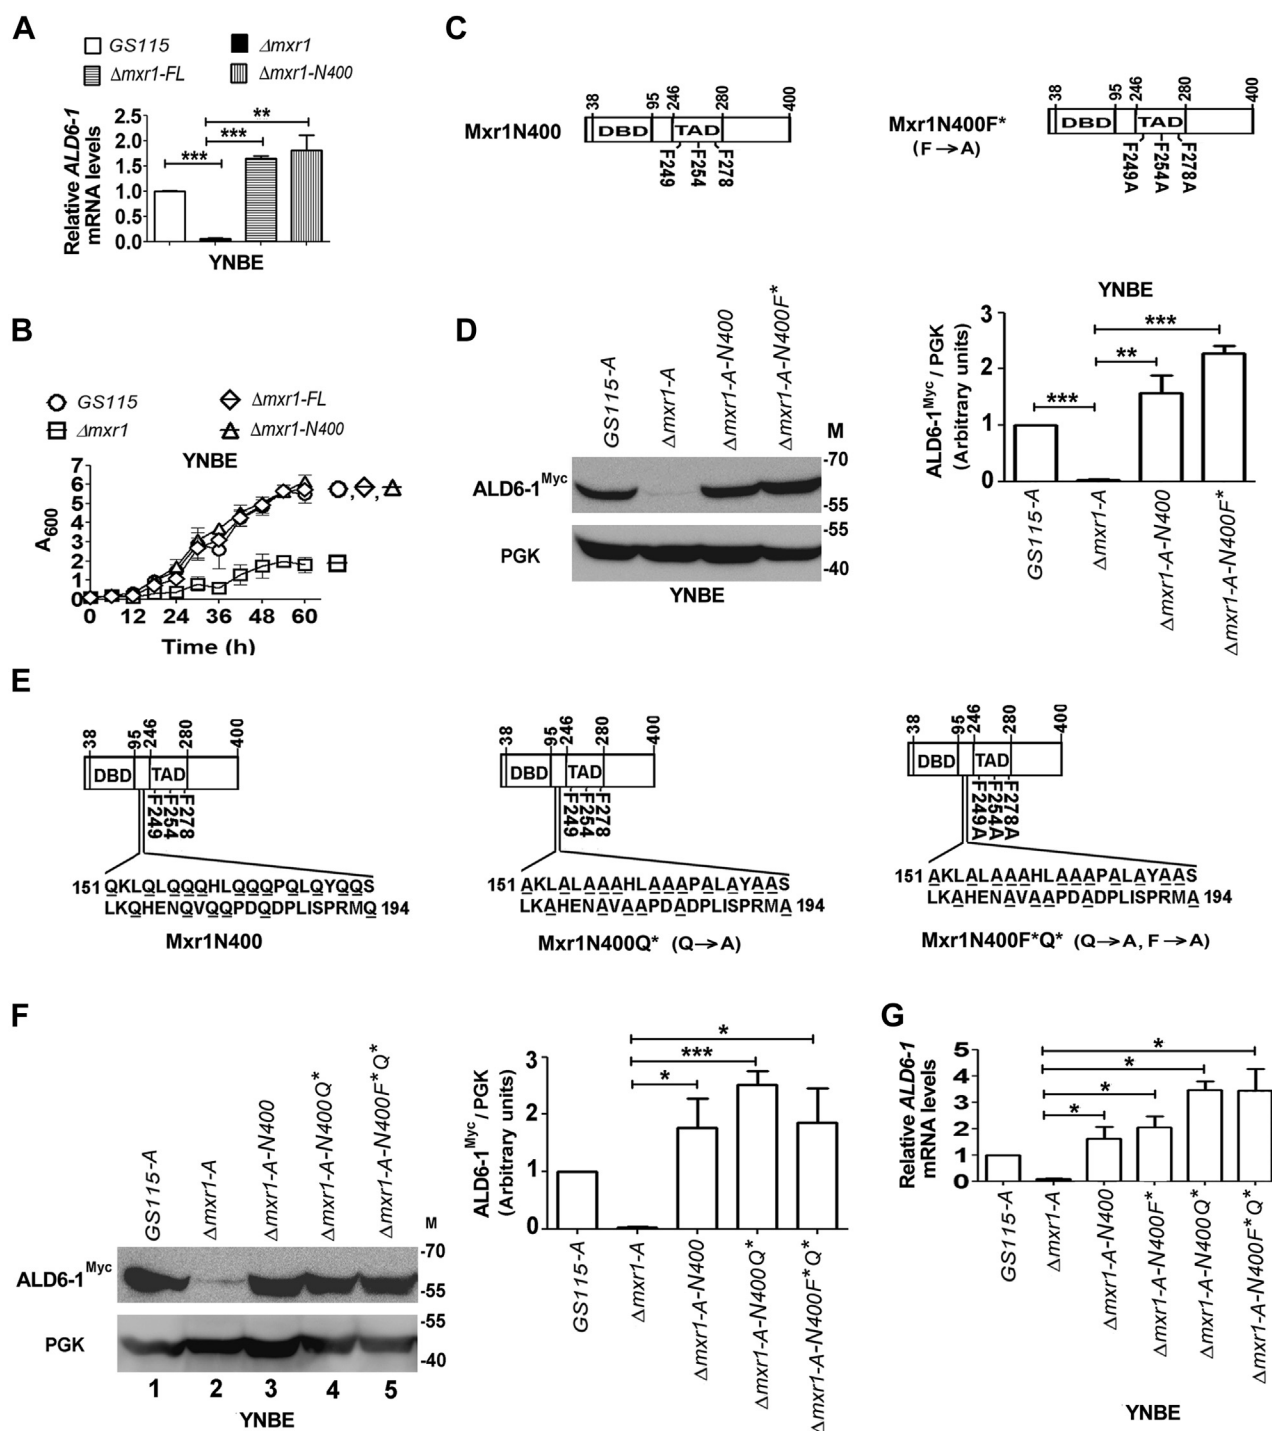 A
GS115
Δmxr1
Δmxr1-FL
Δmxr1-N400
Relative ALD6-1
mRNA levels
2.5
2.0
1.5
1.0
0.5
0.0
***
***
**
YNBE
B
GS115
Δmxr1-FL
Δmxr1
Δmxr1-N400
YNBE
A600
7
6
5
4
3
2
1
0
0 12 24 36 48 60
Time (h)
C
Mxr1N400
38 95 246 280 400
DBD TAD
F249 F254 F278
Mxr1N400F*
(F→A)
38 95 246 280 400
DBD TAD
F249A F254A F278A
D
GS115-A
Δmxr1-A
Δmxr1-A-N400
Δmxr1-A-N400F*
M
ALD6-1Myc
-70
-55
PGK
-55
-40
YNBE
YNBE
ALD6-1Myc / PGK
(Arbitrary units)
3
2
1
0
***
**
***
GS115-A
Δmxr1-A
Δmxr1-A-N400
Δmxr1-A-N400F*
E
38 95 246 280 400
DBD TAD
F249 F254 F278
151 QKLQLQQQHLQQQPQLQYQQS
LKQHENQVQQPDQDPLISPRMQ 194
Mxr1N400
38 95 246 280 400
DBD TAD
F249 F254 F278
151 AKLALAAAHLAAAPALAYAAS
LKAHENAVAAPDADPLISPRMA 194
Mxr1N400Q* (Q→A)
38 95 246 280 400
DBD TAD
F249A F254A F278A
151 AKLALAAAHLAAAPALAYAAS
LKAHENAVAAPDADPLISPRMA 194
Mxr1N400F*Q* (Q→A, F→A)
F
GS115-A
Δmxr1-A
Δmxr1-A-N400
Δmxr1-A-N400Q*
Δmxr1-A-N400F*Q*
M
ALD6-1Myc
-70
-55
PGK
-55
-40
1 2 3 4 5
YNBE
ALD6-1Myc / PGK
(Arbitrary units)
3
2
1
0
*
***
*
GS115-A
Δmxr1-A
Δmxr1-A-N400
Δmxr1-A-N400Q*
Δmxr1-A-N400F*Q*
G
Relative ALD6-1
mRNA levels
5
4
3
2
1
0
*
*
*
*
GS115-A
Δmxr1-A
Δmxr1-A-N400
Δmxr1-A-N400F*
Δmxr1-A-N400Q*
Δmxr1-A-N400F*Q*
YNBE